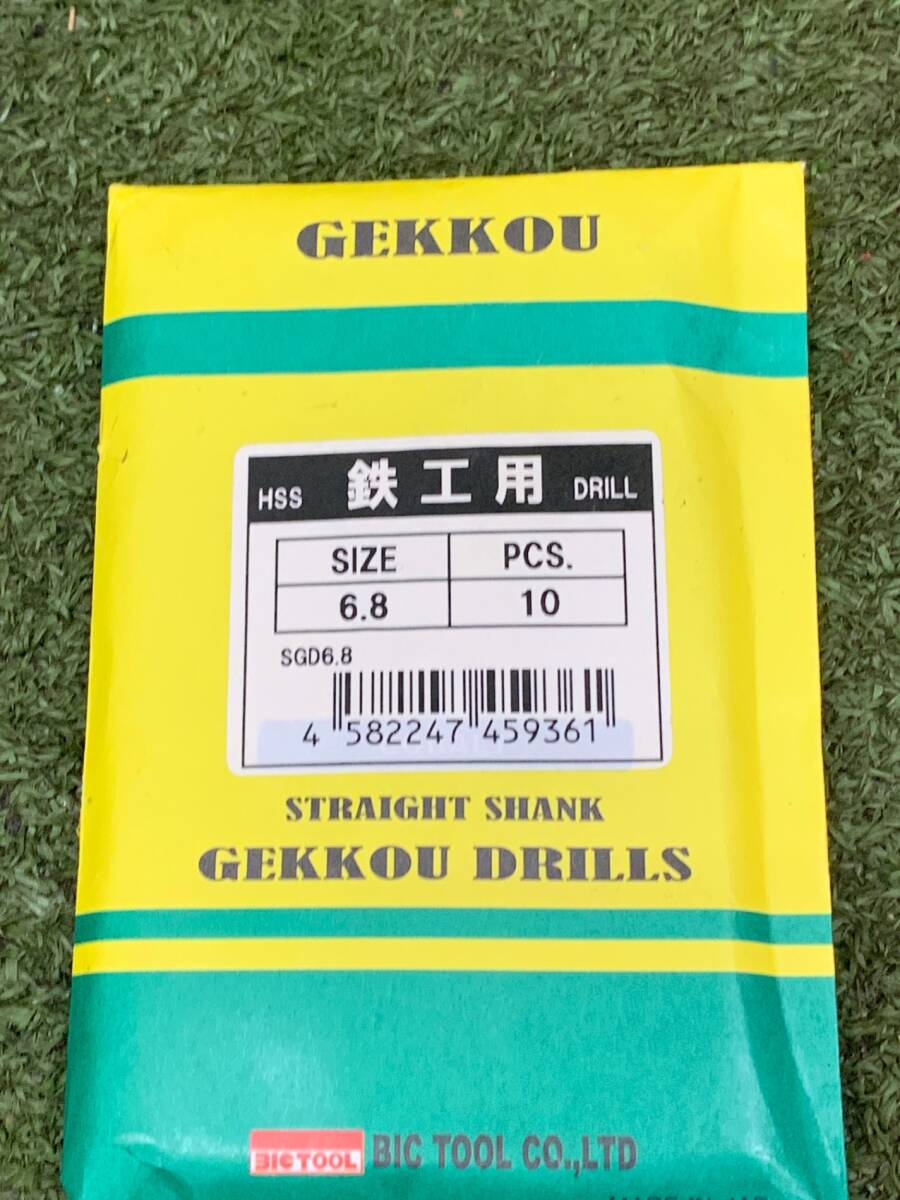 GEKKOU
HSS 鉄工用 DRILL
SIZE PCS.
6.8 10
SGD6.8
4 582247 459361
STRAIGHT SHANK
GEKKOU DRILLS
BIC TOOL BIC TOOL CO.,LTD